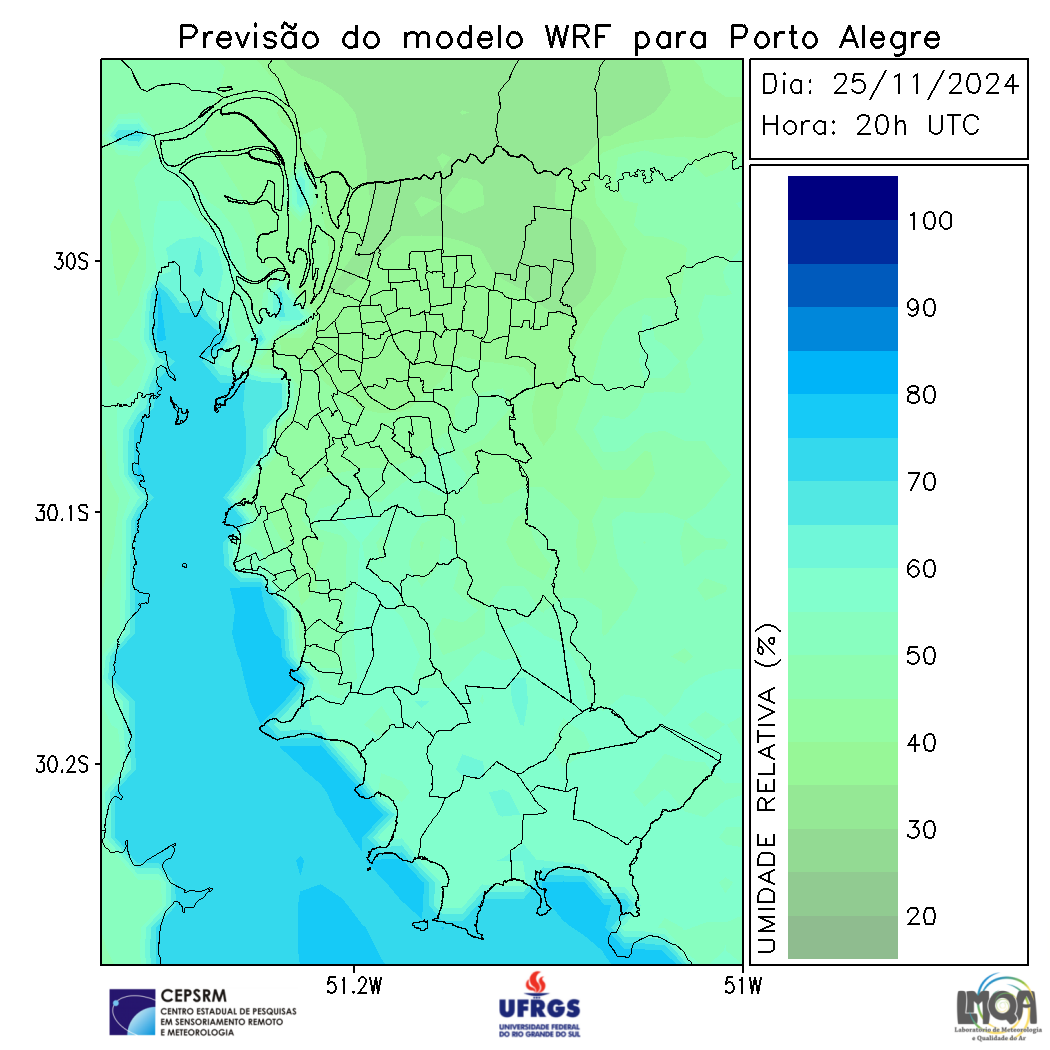 Previsão do modelo WRF para Porto Alegre
Dia: 25/11/2024
Hora: 20h UTC
30S
30.1S
30.2S
51.2W
51W
100
90
80
70
60
50
40
30
20
UMIDADE RELATIVA (%)
CEPSRM
CENTRO ESTADUAL DE PESQUISAS
EM SENSORIAMENTO REMOTO
E METEOROLOGIA
UFRGS
UNIVERSIDADE FEDERAL
DO RIO GRANDE DO SUL
LMQA
Laboratório de Meteorologia
e Qualidade do Ar